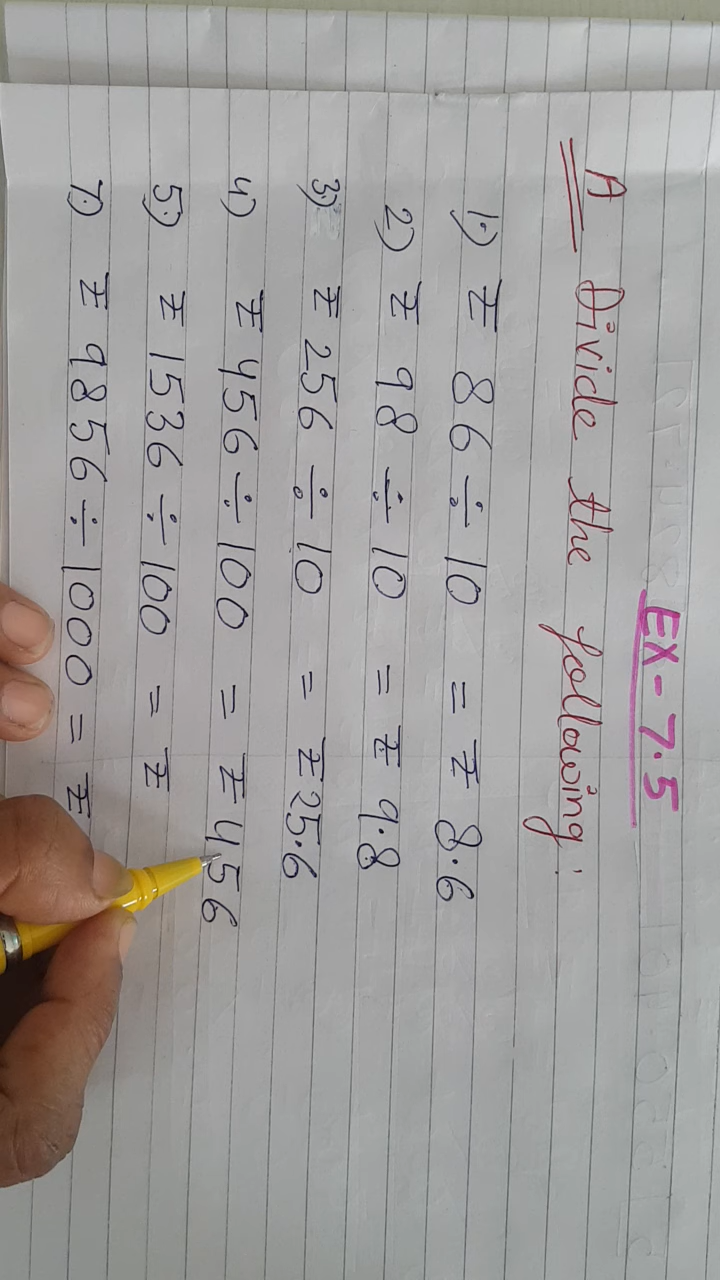 EX-7.5
A Divide the following:
1.) ₹ 86 ÷ 10 = ₹ 8.6
2.) ₹ 98 ÷ 10 = ₹ 9.8
3.) ₹ 256 ÷ 10 = ₹ 25.6
4.) ₹ 456 ÷ 100 = ₹ 456
5.) ₹ 1536 ÷ 100 = ₹
7.) ₹ 9856 ÷ 1000 = ₹